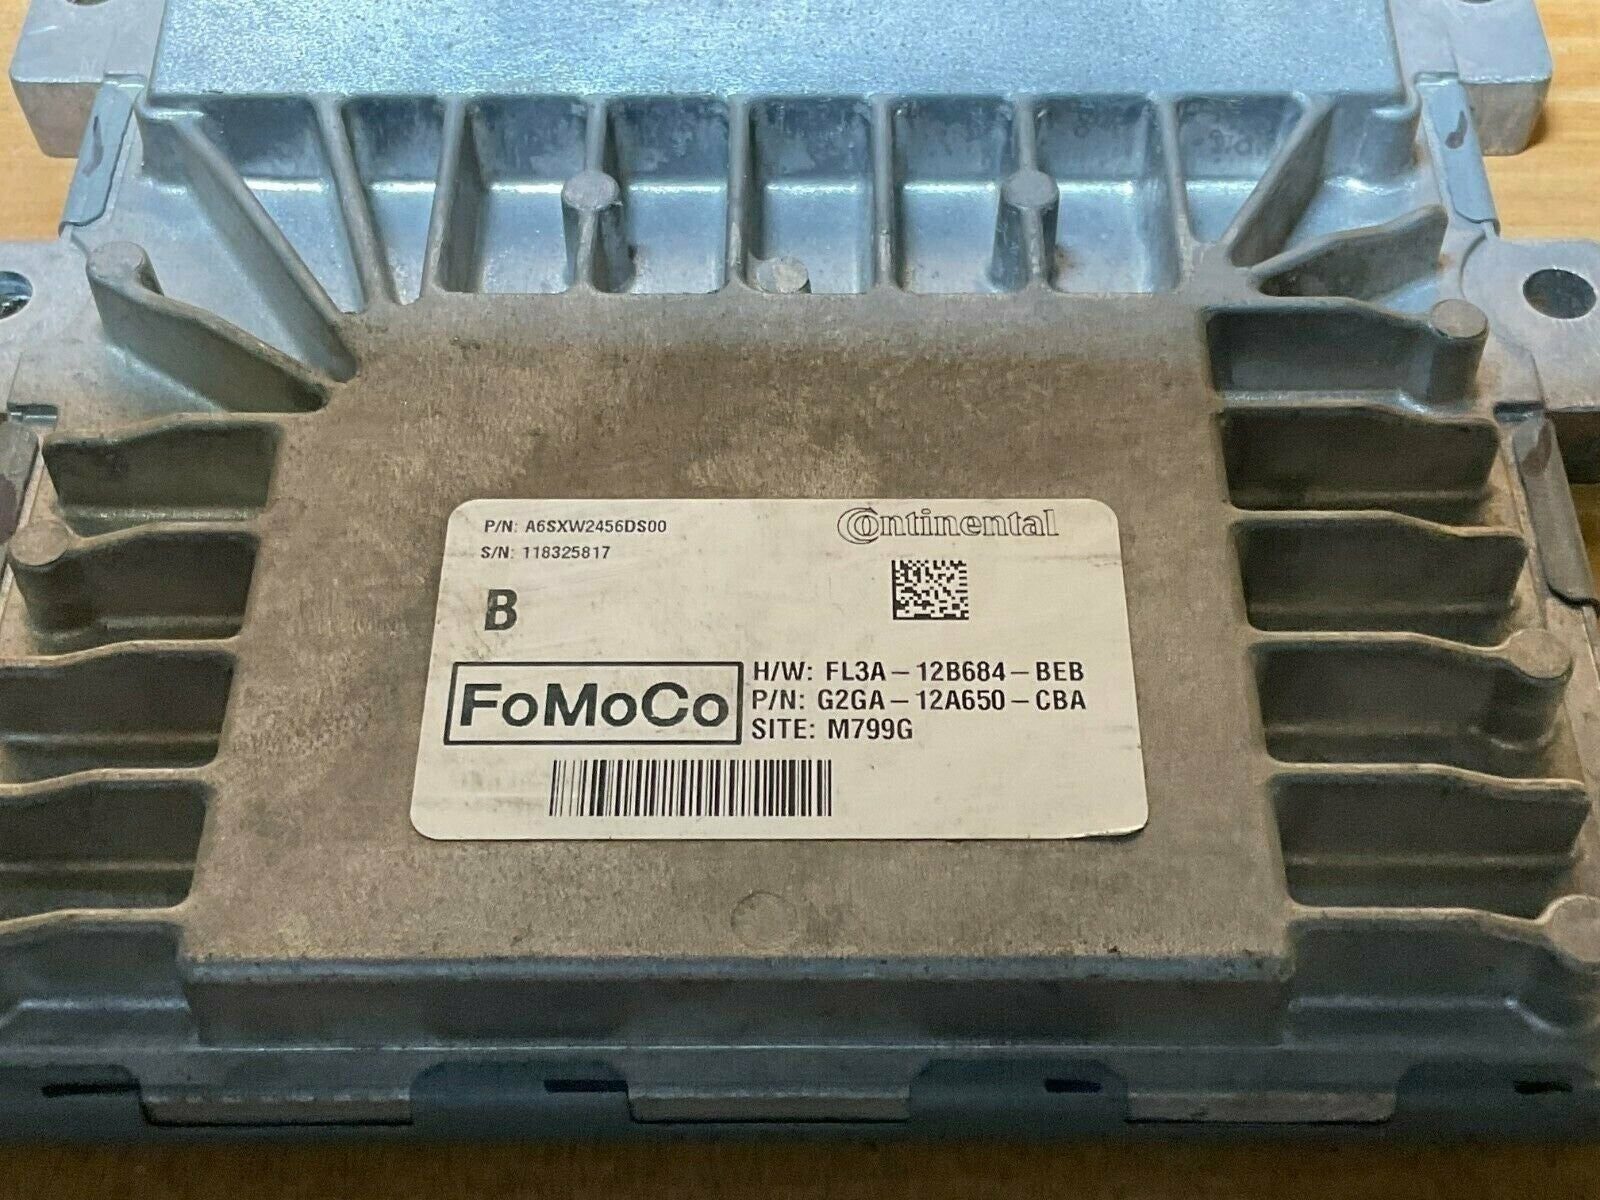 P/N: A6SXW2456DS00
Continental
S/N: 118325817
B
FoMoCo
H/W: FL3A-12B684-BEB
P/N: G2GA-12A650-CBA
SITE: M799G